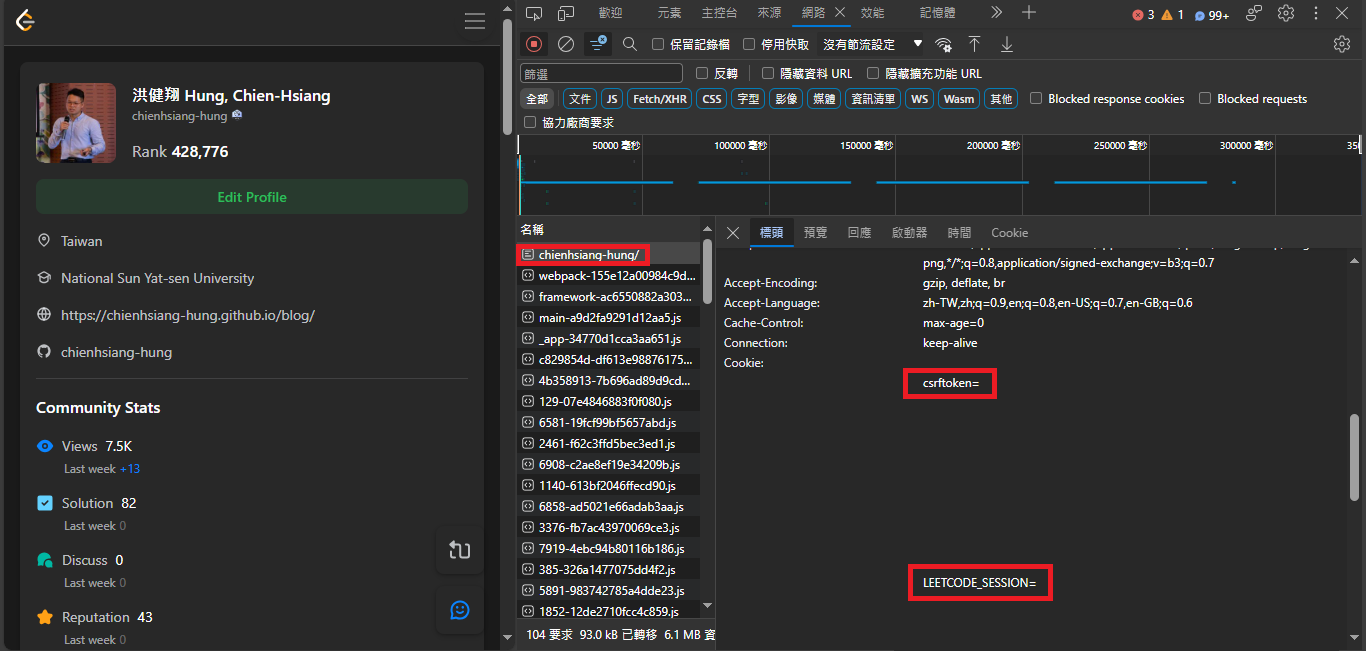 洪健翔 Hung, Chien-Hsiang
chienhsiang-hung
Rank 428,776
Edit Profile
Taiwan
National Sun Yat-sen University
https://chienhsiang-hung.github.io/blog/
chienhsiang-hung
Community Stats
Views 7.5K
Last week +13
Solution 82
Last week 0
Discuss 0
Last week 0
Reputation 43
Last week 0
歡迎 元素 主控台 來源 網路 效能 記憶體 3 1 99+
保留記錄檔 停用快取 沒有節流設定
篩選 反轉 隱藏資料 URL 隱藏擴充功能 URL
全部 文件 JS Fetch/XHR CSS 字型 影像 媒體 資訊清單 WS Wasm 其他 Blocked response cookies Blocked requests
協力廠商要求
50000 毫秒 100000 毫秒 150000 毫秒 200000 毫秒 250000 毫秒 300000 毫秒 350
名稱
chienhsiang-hung/
webpack-155e12a00984c9d...
framework-ac6550882a303...
main-a9d2fa9291d12aa5.js
_app-34770d1cca3aa651.js
c829854d-df613e98876175...
4b358913-7b696ad89d9cd...
129-07e4846883f0f080.js
6581-19fcf99bf5657abd.js
2461-f62c3ffd5bec3ed1.js
6908-c2ae8ef19e34209b.js
1140-613bf2046ffecd90.js
6858-ad5021e66adab3aa.js
3376-fb7ac43970069ce3.js
7919-4ebc94b80116b186.js
385-326a1477075dd4f2.js
5891-983742785a4dde23.js
1852-12de2710fcc4c859.js
104 要求 93.0 kB 已轉移 6.1 MB 資
標頭 預覽 回應 啟動器 時間 Cookie
png,*/*;q=0.8,application/signed-exchange;v=b3;q=0.7
Accept-Encoding: gzip, deflate, br
Accept-Language: zh-TW,zh;q=0.9,en;q=0.8,en-US;q=0.7,en-GB;q=0.6
Cache-Control: max-age=0
Connection: keep-alive
Cookie:
csrftoken=
LEETCODE_SESSION=